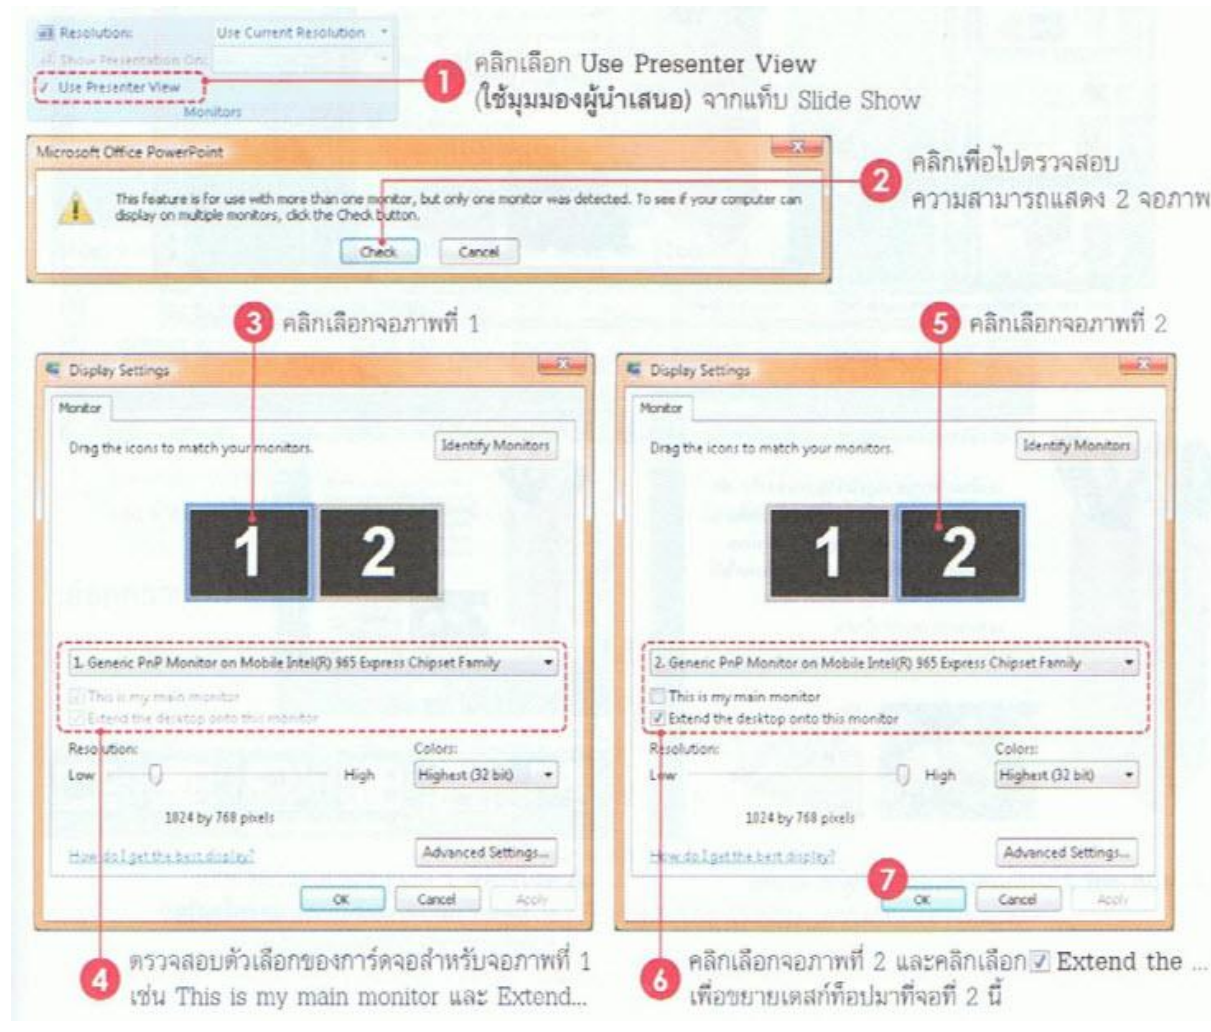 Resolution: Use Current Resolution
Show Presentation On:
Use Presenter View
Monitors
1 คลิกเลือก Use Presenter View
(ใช้มุมมองผู้นำเสนอ) จากแท็บ Slide Show
Microsoft Office PowerPoint
This feature is for use with more than one monitor, but only one monitor was detected. To see if your computer can
display on multiple monitors, click the Check button.
Check Cancel
2 คลิกเพื่อไปตรวจสอบ
ความสามารถแสดง 2 จอภาพ
3 คลิกเลือกจอภาพที่ 1
5 คลิกเลือกจอภาพที่ 2
Display Settings
Monitor
Drag the icons to match your monitors. Identify Monitors
1 2
1. Generic PnP Monitor on Mobile Intel(R) 965 Express Chipset Family
This is my main monitor
Extend the desktop onto this monitor
Resolution: Colors:
Low High Highest (32 bit)
1024 by 768 pixels
How do I get the best display? Advanced Settings...
OK Cancel Apply
4 ตรวจสอบตัวเลือกของการ์ดจอสำหรับจอภาพที่ 1
เช่น This is my main monitor และ Extend...
Display Settings
Monitor
Drag the icons to match your monitors. Identify Monitors
1 2
2. Generic PnP Monitor on Mobile Intel(R) 965 Express Chipset Family
This is my main monitor
Extend the desktop onto this monitor
Resolution: Colors:
Low High Highest (32 bit)
1024 by 768 pixels
How do I get the best display? Advanced Settings...
7 OK Cancel Apply
6 คลิกเลือกจอภาพที่ 2 และคลิกเลือก Extend the ...
เพื่อขยายเดสก์ท็อปมาที่จอที่ 2 นี้